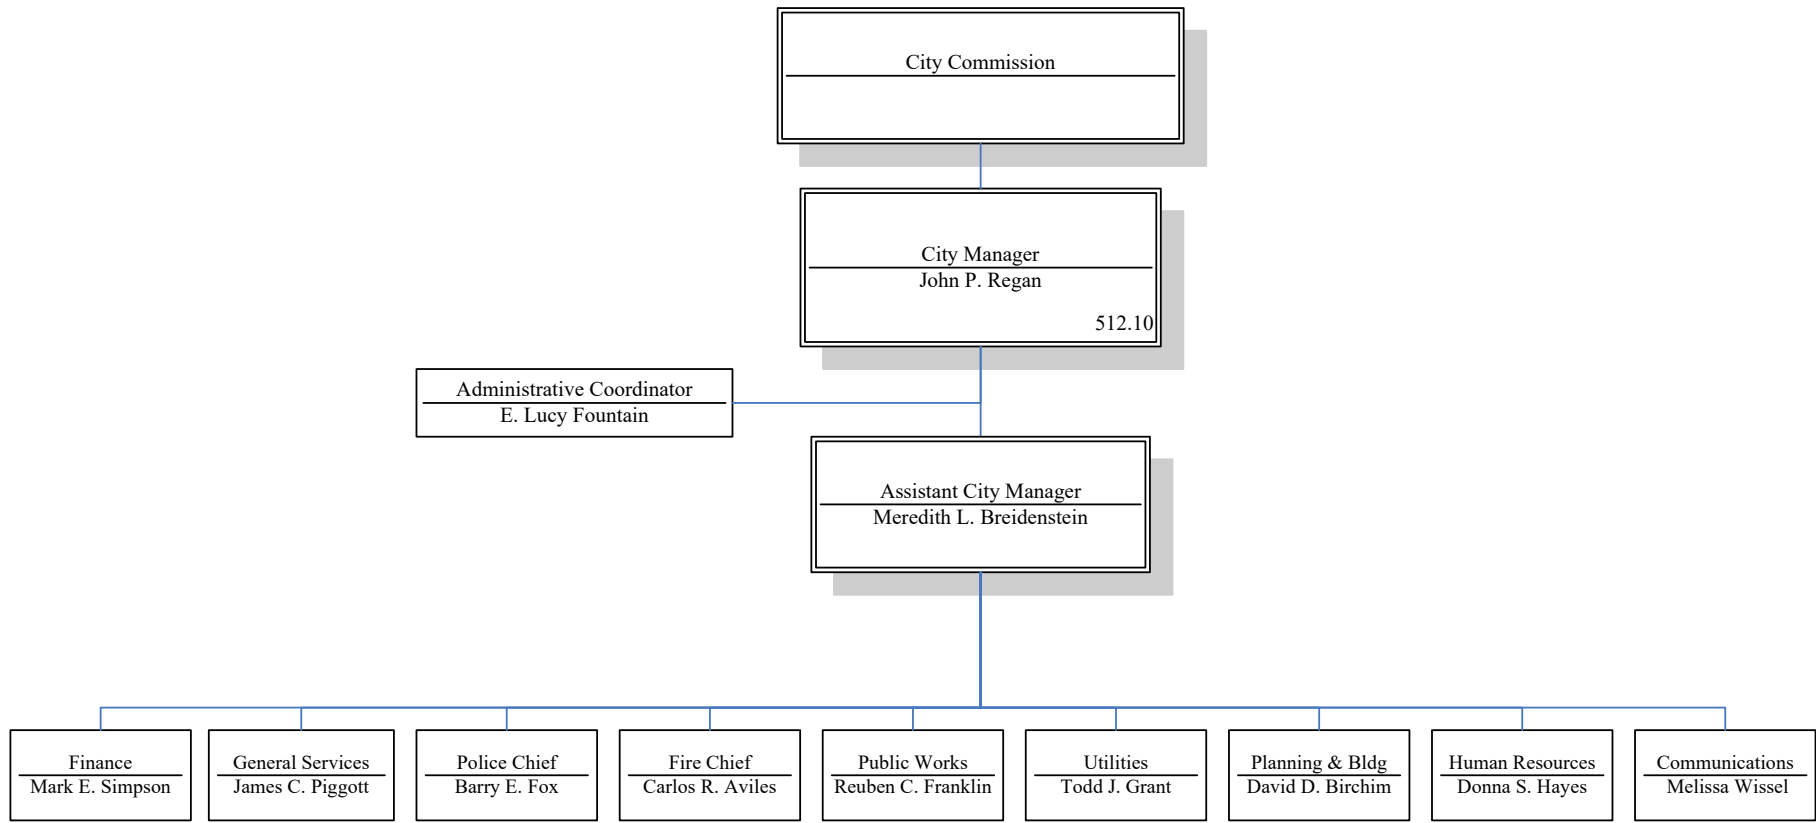 City Commission
City Manager
John P. Regan
512.10
Administrative Coordinator
E. Lucy Fountain
Assistant City Manager
Meredith L. Breidenstein
Finance
Mark E. Simpson
General Services
James C. Piggott
Police Chief
Barry E. Fox
Fire Chief
Carlos R. Aviles
Public Works
Reuben C. Franklin
Utilities
Todd J. Grant
Planning & Bldg
David D. Birchim
Human Resources
Donna S. Hayes
Communications
Melissa Wissel